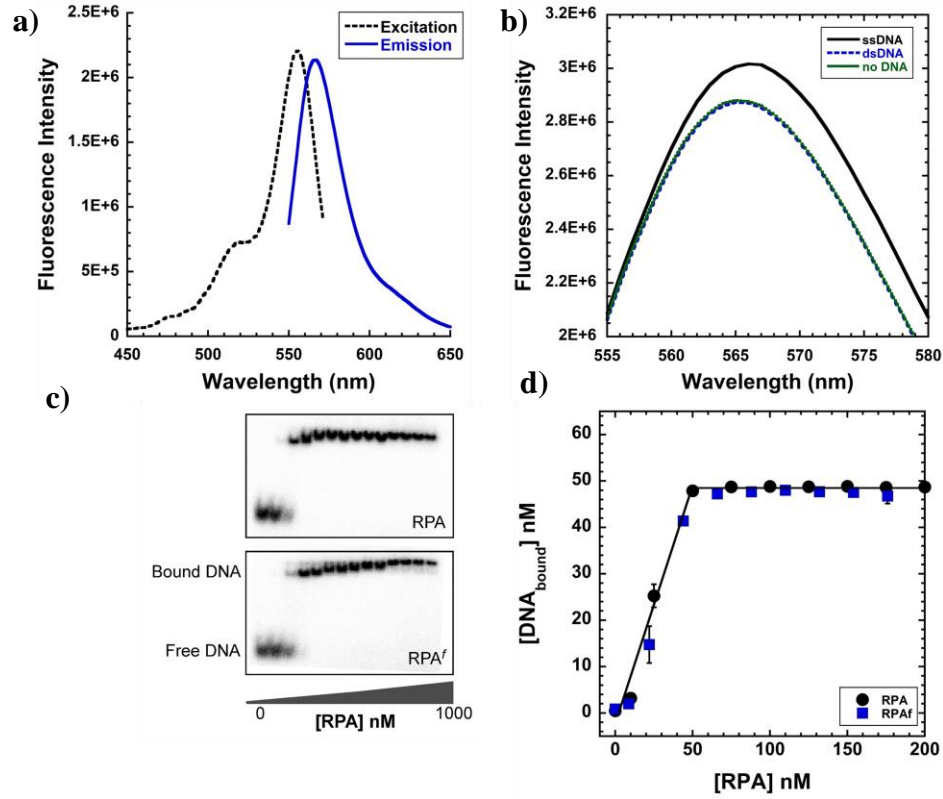 a)
Excitation
Emission
Fluorescence Intensity
2.5E+6
2E+6
1.5E+6
1E+6
5E+5
0
450 500 550 600 650
Wavelength (nm)
b)
ssDNA
dsDNA
no DNA
Fluorescence Intensity
3.2E+6
3E+6
2.8E+6
2.6E+6
2.4E+6
2.2E+6
2E+6
555 560 565 570 575 580
Wavelength (nm)
c)
RPA
Bound DNA
Free DNA
RPAf
0 1000
[RPA] nM
d)
[DNAbound] nM
60
50
40
30
20
10
0
RPA
RPAf
0 50 100 150 200
[RPA] nM